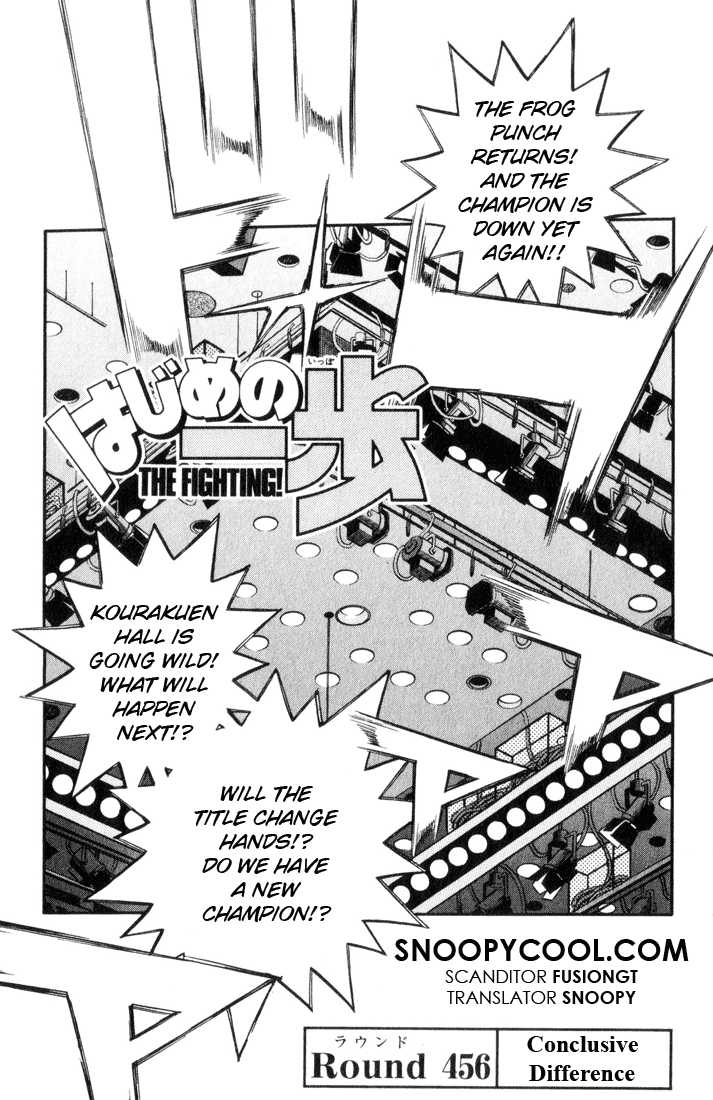 THE FROG
PUNCH
RETURNS!
AND THE
CHAMPION IS
DOWN YET
AGAIN!!
はじめの一歩
いっぽ
THE FIGHTING!
KOURAKUEN
HALL IS
GOING WILD!
WHAT WILL
HAPPEN
NEXT!?
WILL THE
TITLE CHANGE
HANDS!?
DO WE HAVE
A NEW
CHAMPION!?
SNOOPYCOOL.COM
SCANDITOR FUSIONGT
TRANSLATOR SNOOPY
ラウンド
Round 456
Conclusive
Difference